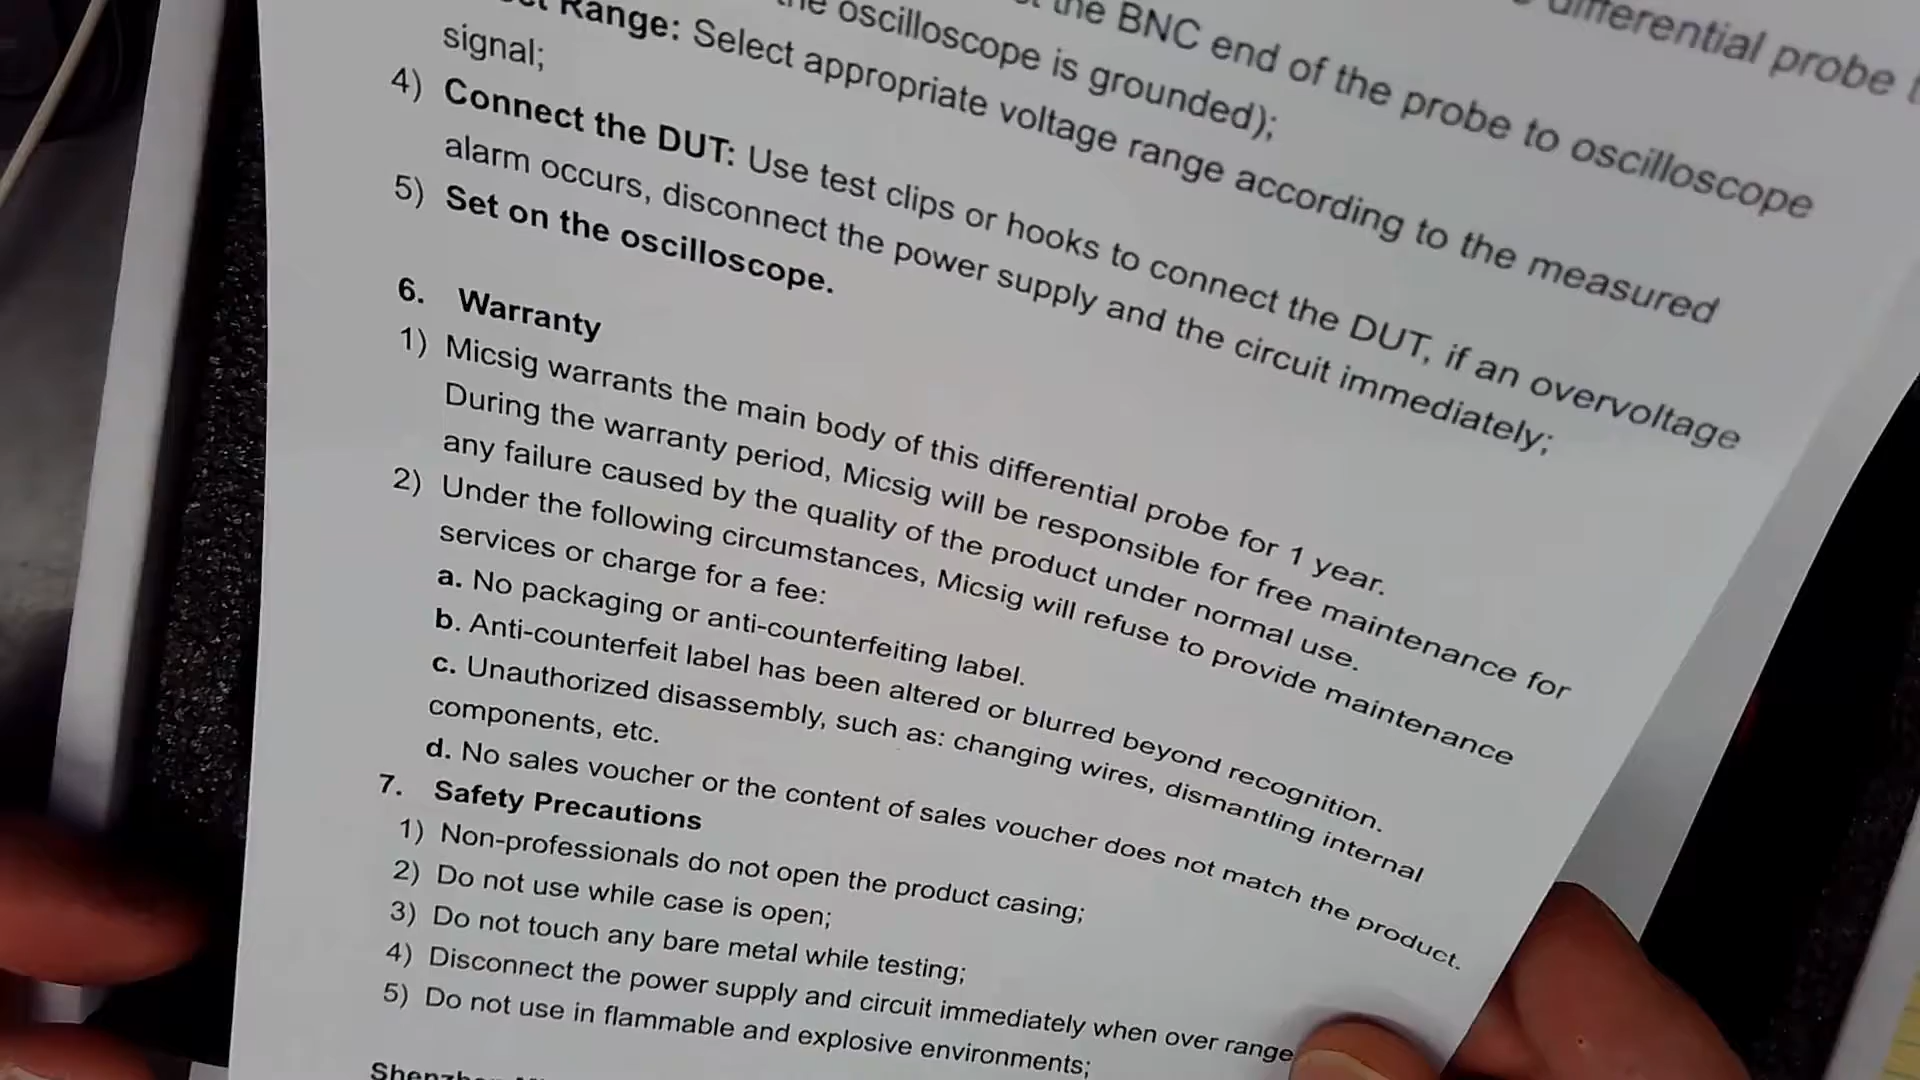 differential probe
the BNC end of the probe to oscilloscope
oscilloscope is grounded);
Range: Select appropriate voltage range according to the measured
signal;
4) Connect the DUT: Use test clips or hooks to connect the DUT, if an overvoltage
alarm occurs, disconnect the power supply and the circuit immediately;
5) Set on the oscilloscope.
6. Warranty
1) Micsig warrants the main body of this differential probe for 1 year.
During the warranty period, Micsig will be responsible for free maintenance for
any failure caused by the quality of the product under normal use.
2) Under the following circumstances, Micsig will refuse to provide maintenance
services or charge for a fee:
a. No packaging or anti-counterfeiting label.
b. Anti-counterfeit label has been altered or blurred beyond recognition.
c. Unauthorized disassembly, such as: changing wires, dismantling internal
components, etc.
d. No sales voucher or the content of sales voucher does not match the product.
7. Safety Precautions
1) Non-professionals do not open the product casing;
2) Do not use while case is open;
3) Do not touch any bare metal while testing;
4) Disconnect the power supply and circuit immediately when over range
5) Do not use in flammable and explosive environments;